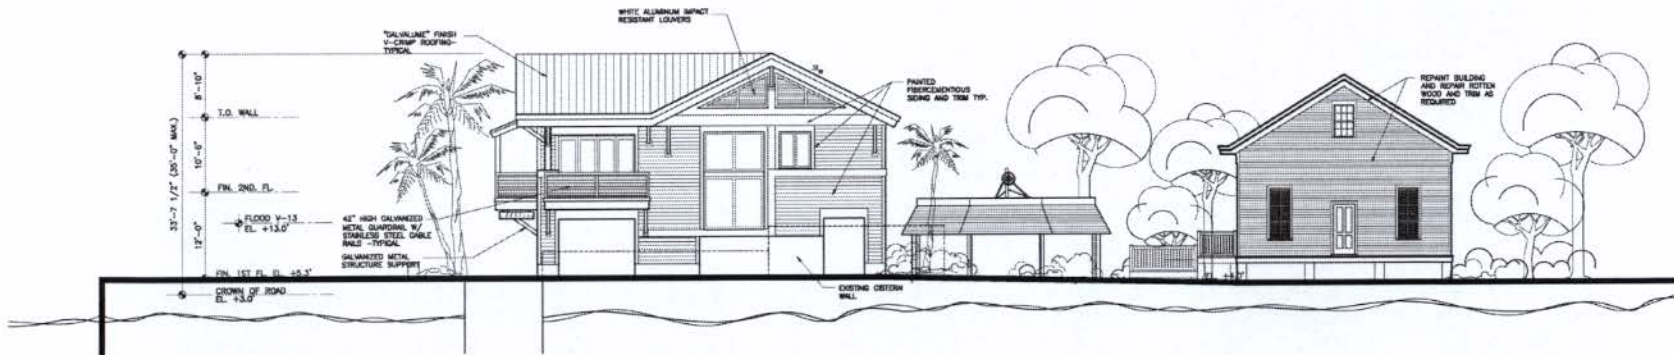 WHITE ALUMINUM IMPACT
RESISTANT LOUVERS
"GALVALUME" FINISH
V-CRIMP ROOFING-
TYPICAL
8'-10"
T.O. WALL
33'-7 1/2" (35'-0" MAX.)
10'-6"
FIN. 2ND. FL.
FLOOD V-13
EL. +13.0'
12'-0"
FIN. 1ST FL. EL. +5.3'
CROWN OF ROAD
EL. +3.0'
42" HIGH GALVANIZED
METAL GUARDRAIL W/
STAINLESS STEEL CABLE
RAILS -TYPICAL
GALVANIZED METAL
STRUCTURE SUPPORT
PAINTED
FIBERCEMENTIOUS
SIDING AND TRIM TYP.
EXISTING CISTERN
WALL
REPAINT BUILDING
AND REPAIR ROTTEN
WOOD AND TRIM AS
REQUIRED